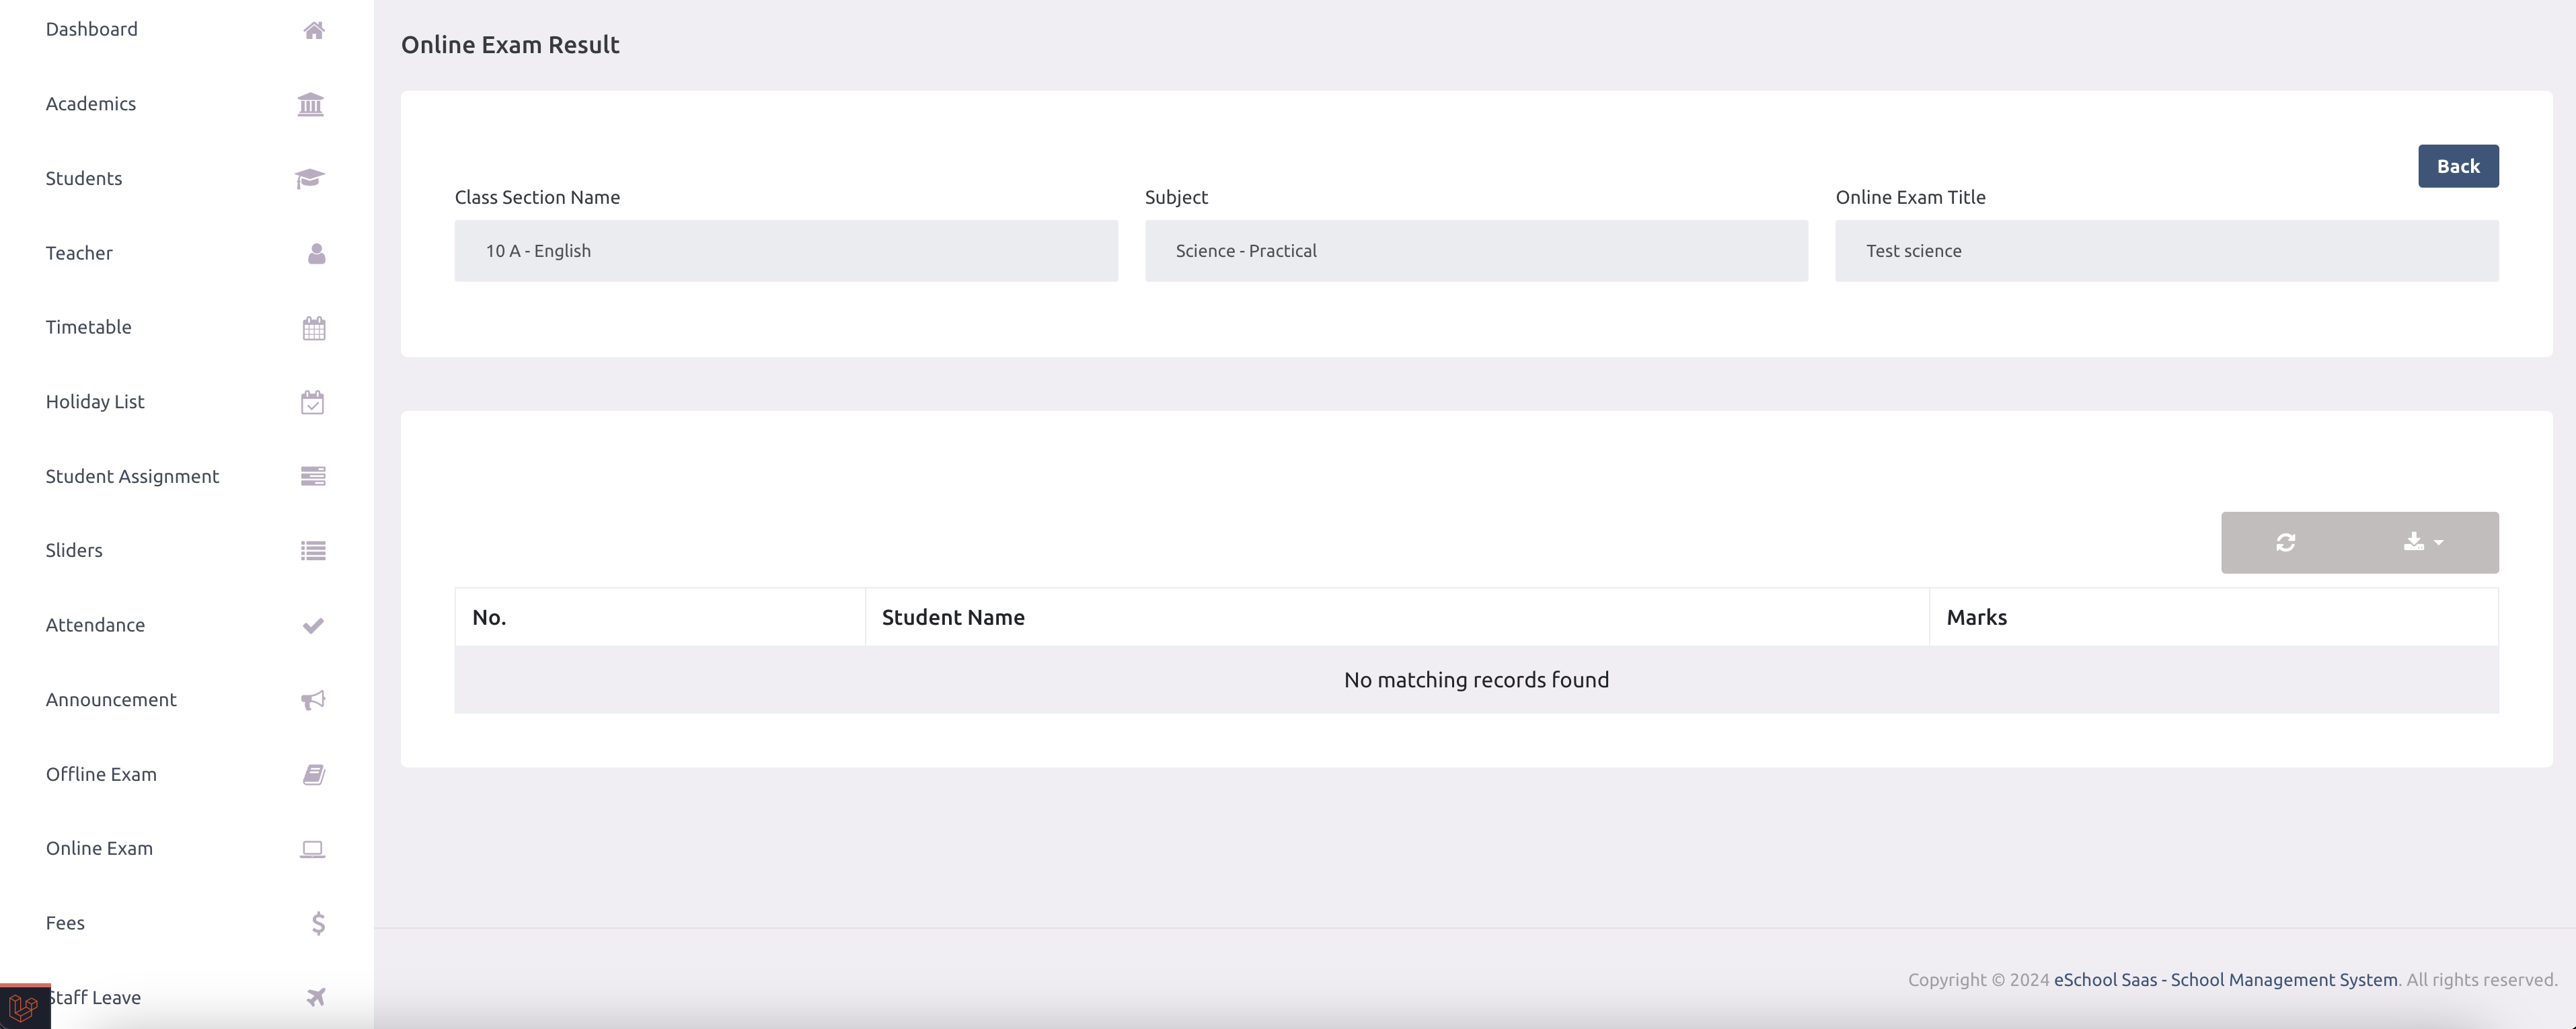 Dashboard
Academics
Students
Teacher
Timetable
Holiday List
Student Assignment
Sliders
Attendance
Announcement
Offline Exam
Online Exam
Fees
Staff Leave
Online Exam Result
Back
Class Section Name
Subject
Online Exam Title
10 A - English
Science - Practical
Test science
No.
Student Name
Marks
No matching records found
Copyright © 2024 eSchool Saas - School Management System. All rights reserved.